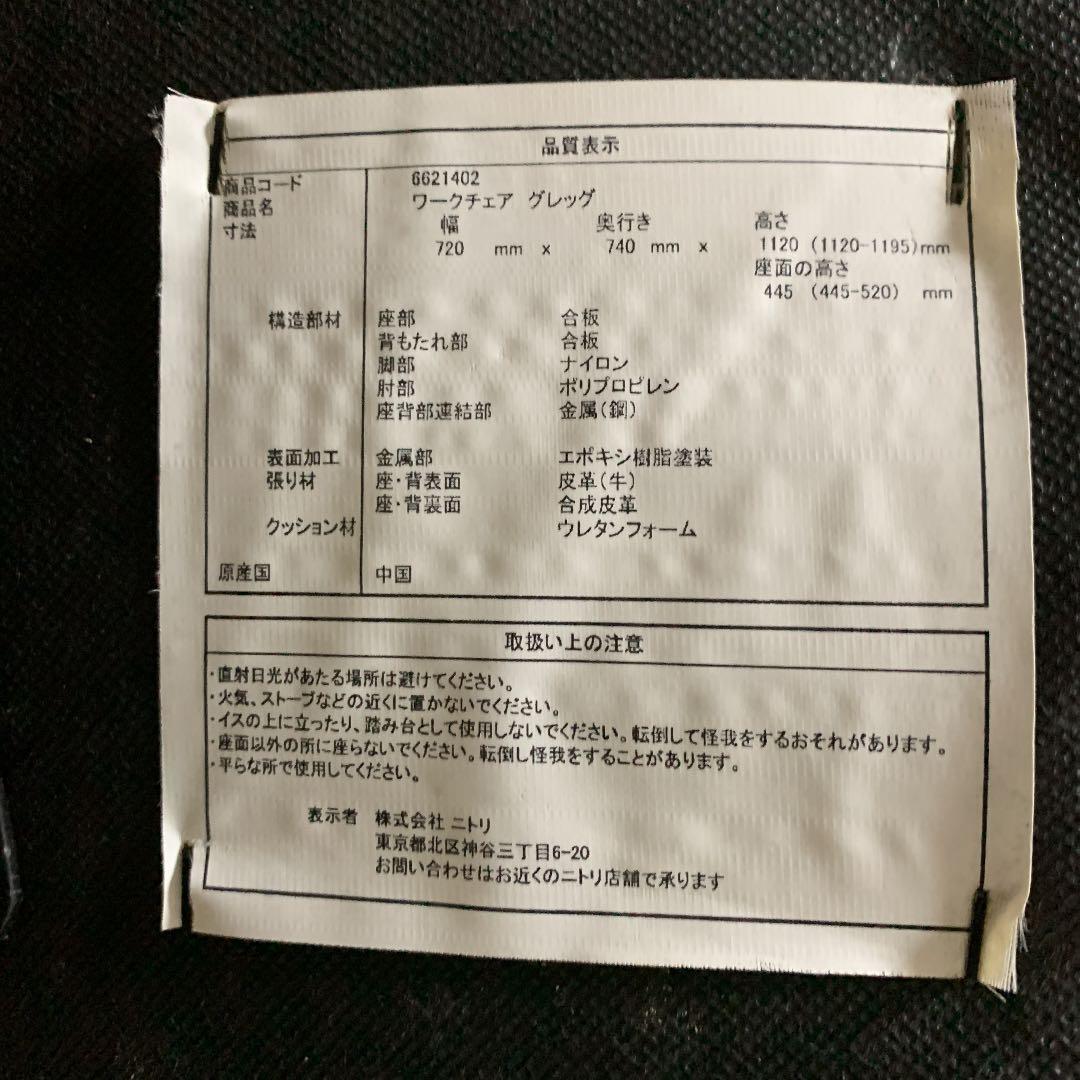 品質表示
商品コード 6621402
商品名 ワークチェア グレッグ
寸法 幅 奥行き 高さ
720 mm x 740 mm x 1120 (1120-1195)mm
座面の高さ
445 (445-520) mm
構造部材 座部 合板
背もたれ部 合板
脚部 ナイロン
肘部 ポリプロピレン
座背部連結部 金属(鋼)
表面加工 金属部 エポキシ樹脂塗装
張り材 座・背表面 皮革(牛)
座・背裏面 合成皮革
クッション材 ウレタンフォーム
原産国 中国
取扱い上の注意
・直射日光があたる場所は避けてください。
・火気、ストーブなどの近くに置かないでください。
・イスの上に立ったり、踏み台として使用しないでください。転倒して怪我をするおそれがあります。
・座面以外の所に座らないでください。転倒し怪我をすることがあります。
・平らな所で使用してください。
表示者 株式会社 ニトリ
東京都北区神谷三丁目6-20
お問い合わせはお近くのニトリ店舗で承ります